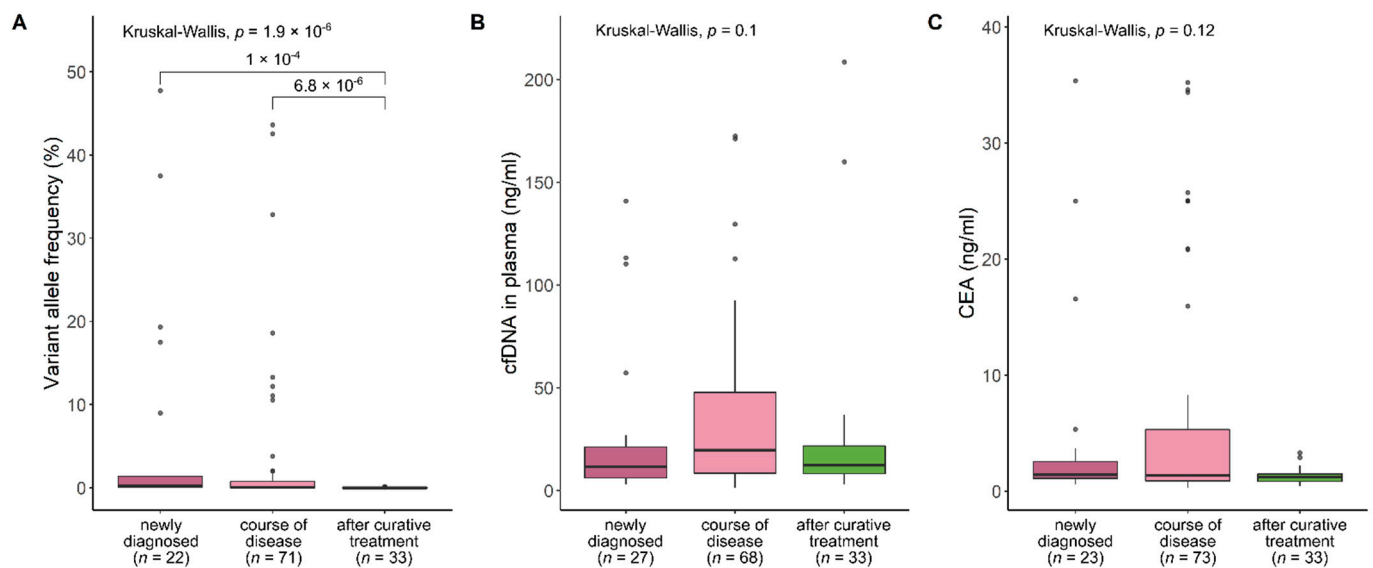 A
Kruskal-Wallis, p = 1.9 × 10⁻⁶
1 × 10⁻⁴
6.8 × 10⁻⁶
Variant allele frequency (%)
50
40
30
20
10
0
newly
diagnosed
(n = 22)
course of
disease
(n = 71)
after curative
treatment
(n = 33)
B
Kruskal-Wallis, p = 0.1
cfDNA in plasma (ng/ml)
200
150
100
50
0
newly
diagnosed
(n = 27)
course of
disease
(n = 68)
after curative
treatment
(n = 33)
C
Kruskal-Wallis, p = 0.12
CEA (ng/ml)
40
30
20
10
0
newly
diagnosed
(n = 23)
course of
disease
(n = 73)
after curative
treatment
(n = 33)